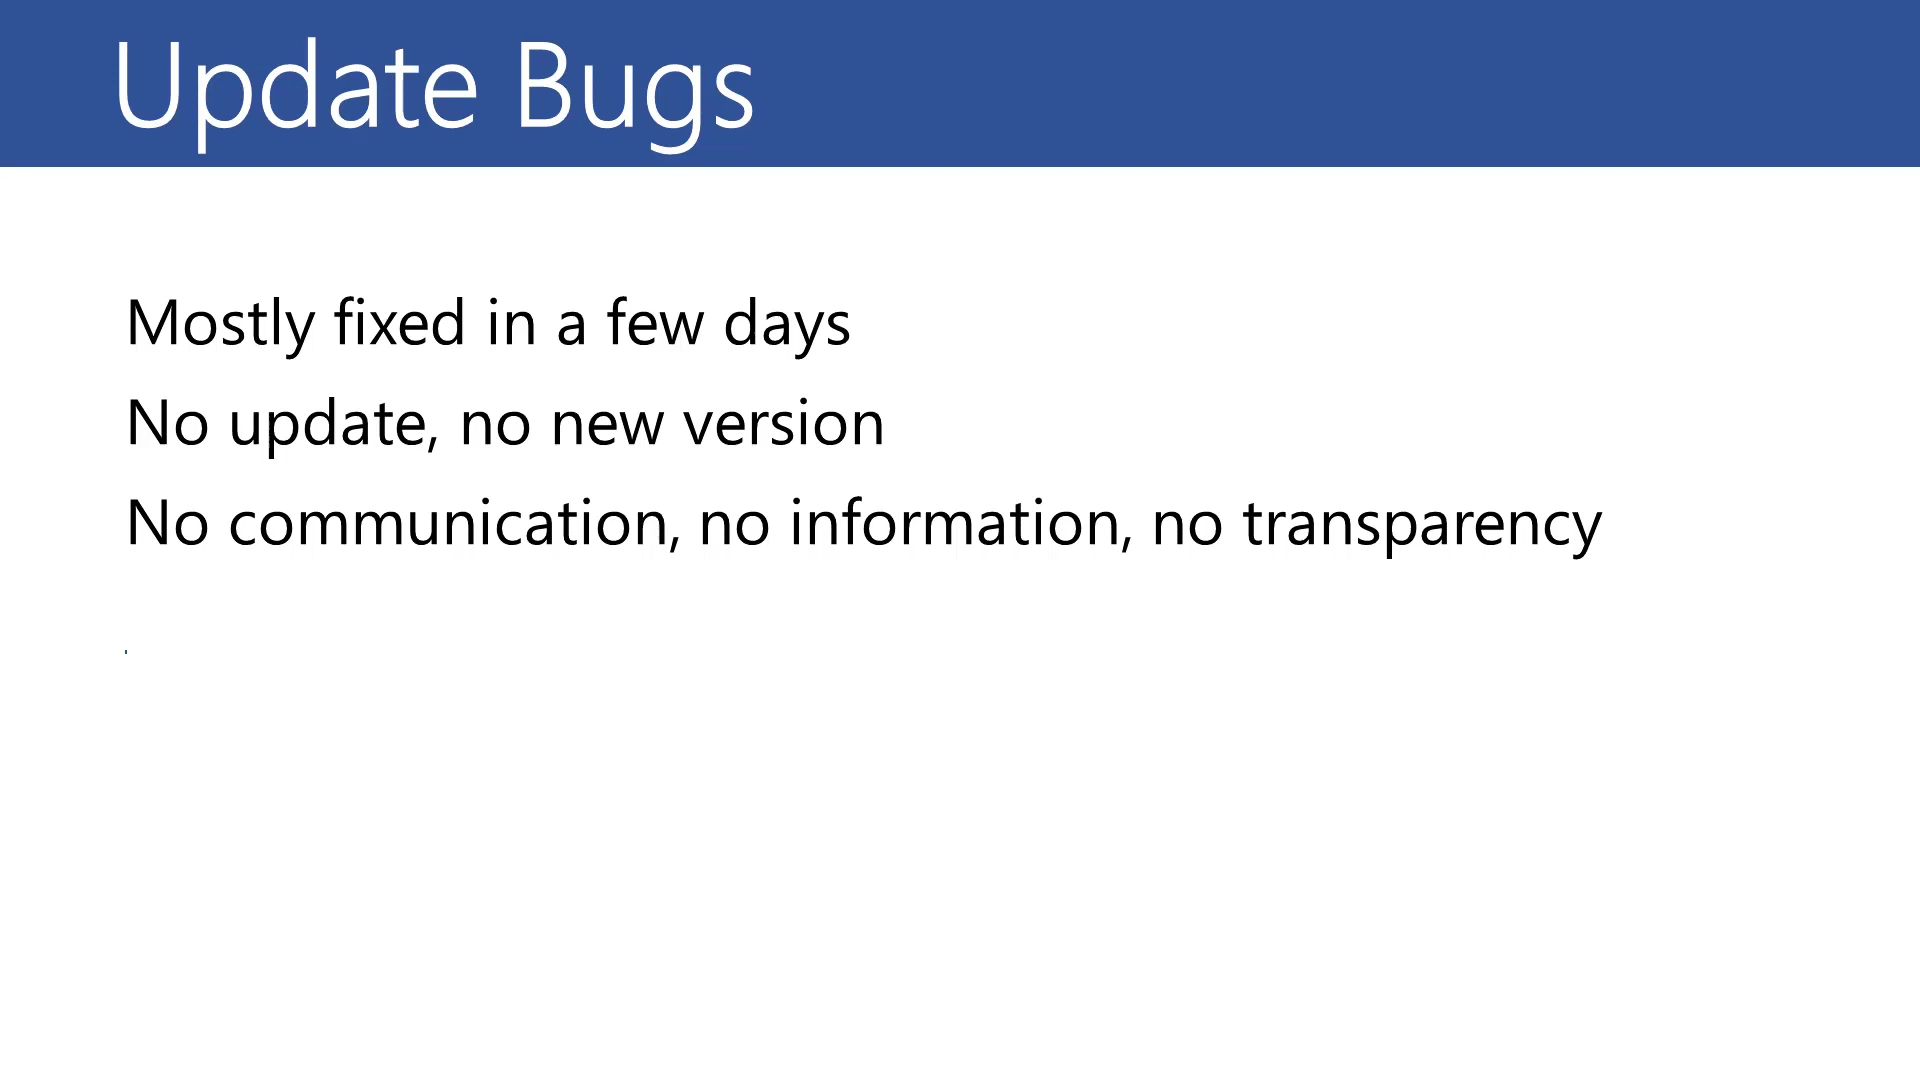 Update Bugs
Mostly fixed in a few days
No update, no new version
No communication, no information, no transparency